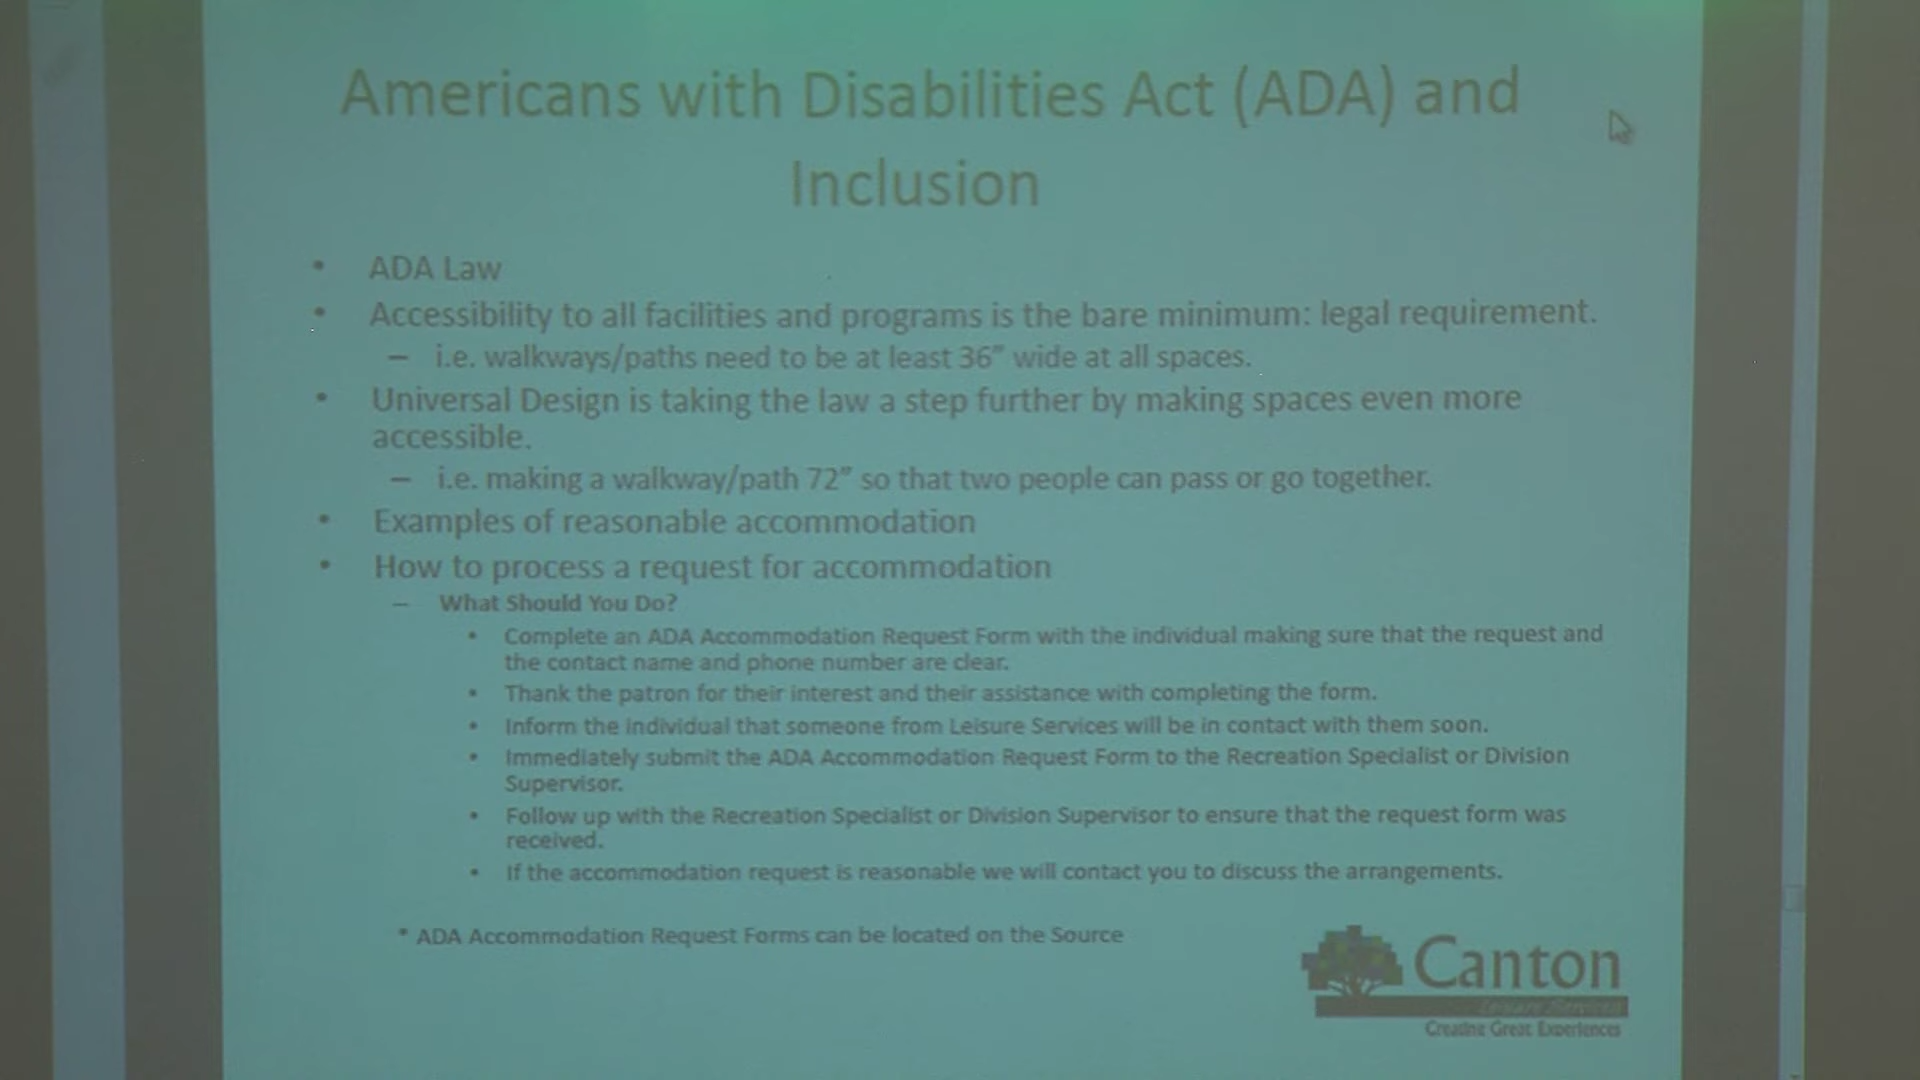 Americans with Disabilities Act (ADA) and
Inclusion
• ADA Law
• Accessibility to all facilities and programs is the bare minimum: legal requirement.
– i.e. walkways/paths need to be at least 36” wide at all spaces.
• Universal Design is taking the law a step further by making spaces even more
accessible.
– i.e. making a walkway/path 72” so that two people can pass or go together.
• Examples of reasonable accommodation
• How to process a request for accommodation
– What Should You Do?
• Complete an ADA Accommodation Request Form with the individual making sure that the request and
the contact name and phone number are clear.
• Thank the patron for their interest and their assistance with completing the form.
• Inform the individual that someone from Leisure Services will be in contact with them soon.
• Immediately submit the ADA Accommodation Request Form to the Recreation Specialist or Division
Supervisor.
• Follow up with the Recreation Specialist or Division Supervisor to ensure that the request form was
received.
• If the accommodation request is reasonable we will contact you to discuss the arrangements.
* ADA Accommodation Request Forms can be located on the Source
Canton
Leisure Services
Creating Great Experiences